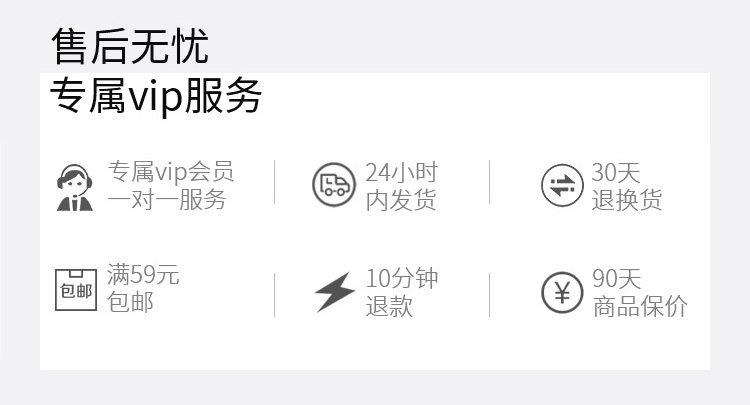 售后无忧
专属vip服务
专属vip会员
一对一服务
24小时
内发货
30天
退换货
包邮
满59元
包邮
10分钟
退款
¥
90天
商品保价